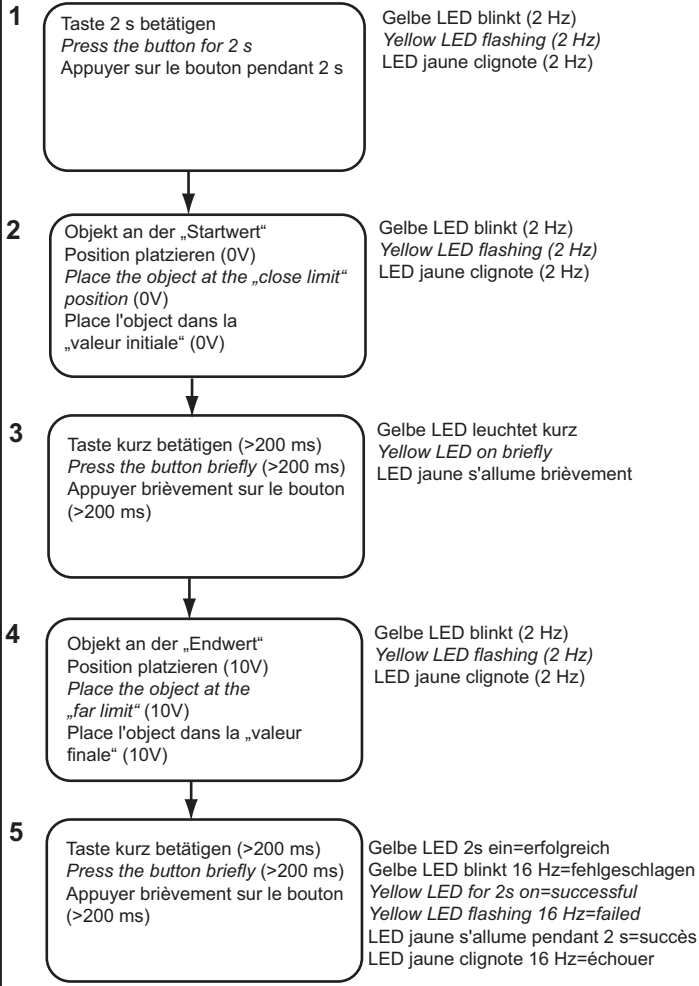 1
Taste 2 s betätigen
Press the button for 2 s
Appuyer sur le bouton pendant 2 s
Gelbe LED blinkt (2 Hz)
Yellow LED flashing (2 Hz)
LED jaune clignote (2 Hz)
2
Objekt an der „Startwert“
Position platzieren (0V)
Place the object at the „close limit“
position (0V)
Place l'object dans la
„valeur initiale“ (0V)
Gelbe LED blinkt (2 Hz)
Yellow LED flashing (2 Hz)
LED jaune clignote (2 Hz)
3
Taste kurz betätigen (>200 ms)
Press the button briefly (>200 ms)
Appuyer brièvement sur le bouton
(>200 ms)
Gelbe LED leuchtet kurz
Yellow LED on briefly
LED jaune s'allume brièvement
4
Objekt an der „Endwert“
Position platzieren (10V)
Place the object at the
„far limit“ (10V)
Place l'object dans la „valeur
finale“ (10V)
Gelbe LED blinkt (2 Hz)
Yellow LED flashing (2 Hz)
LED jaune clignote (2 Hz)
5
Taste kurz betätigen (>200 ms)
Press the button briefly (>200 ms)
Appuyer brièvement sur le bouton
(>200 ms)
Gelbe LED 2s ein=erfolgreich
Gelbe LED blinkt 16 Hz=fehlgeschlagen
Yellow LED for 2s on=successful
Yellow LED flashing 16 Hz=failed
LED jaune s'allume pendant 2 s=succès
LED jaune clignote 16 Hz=échouer